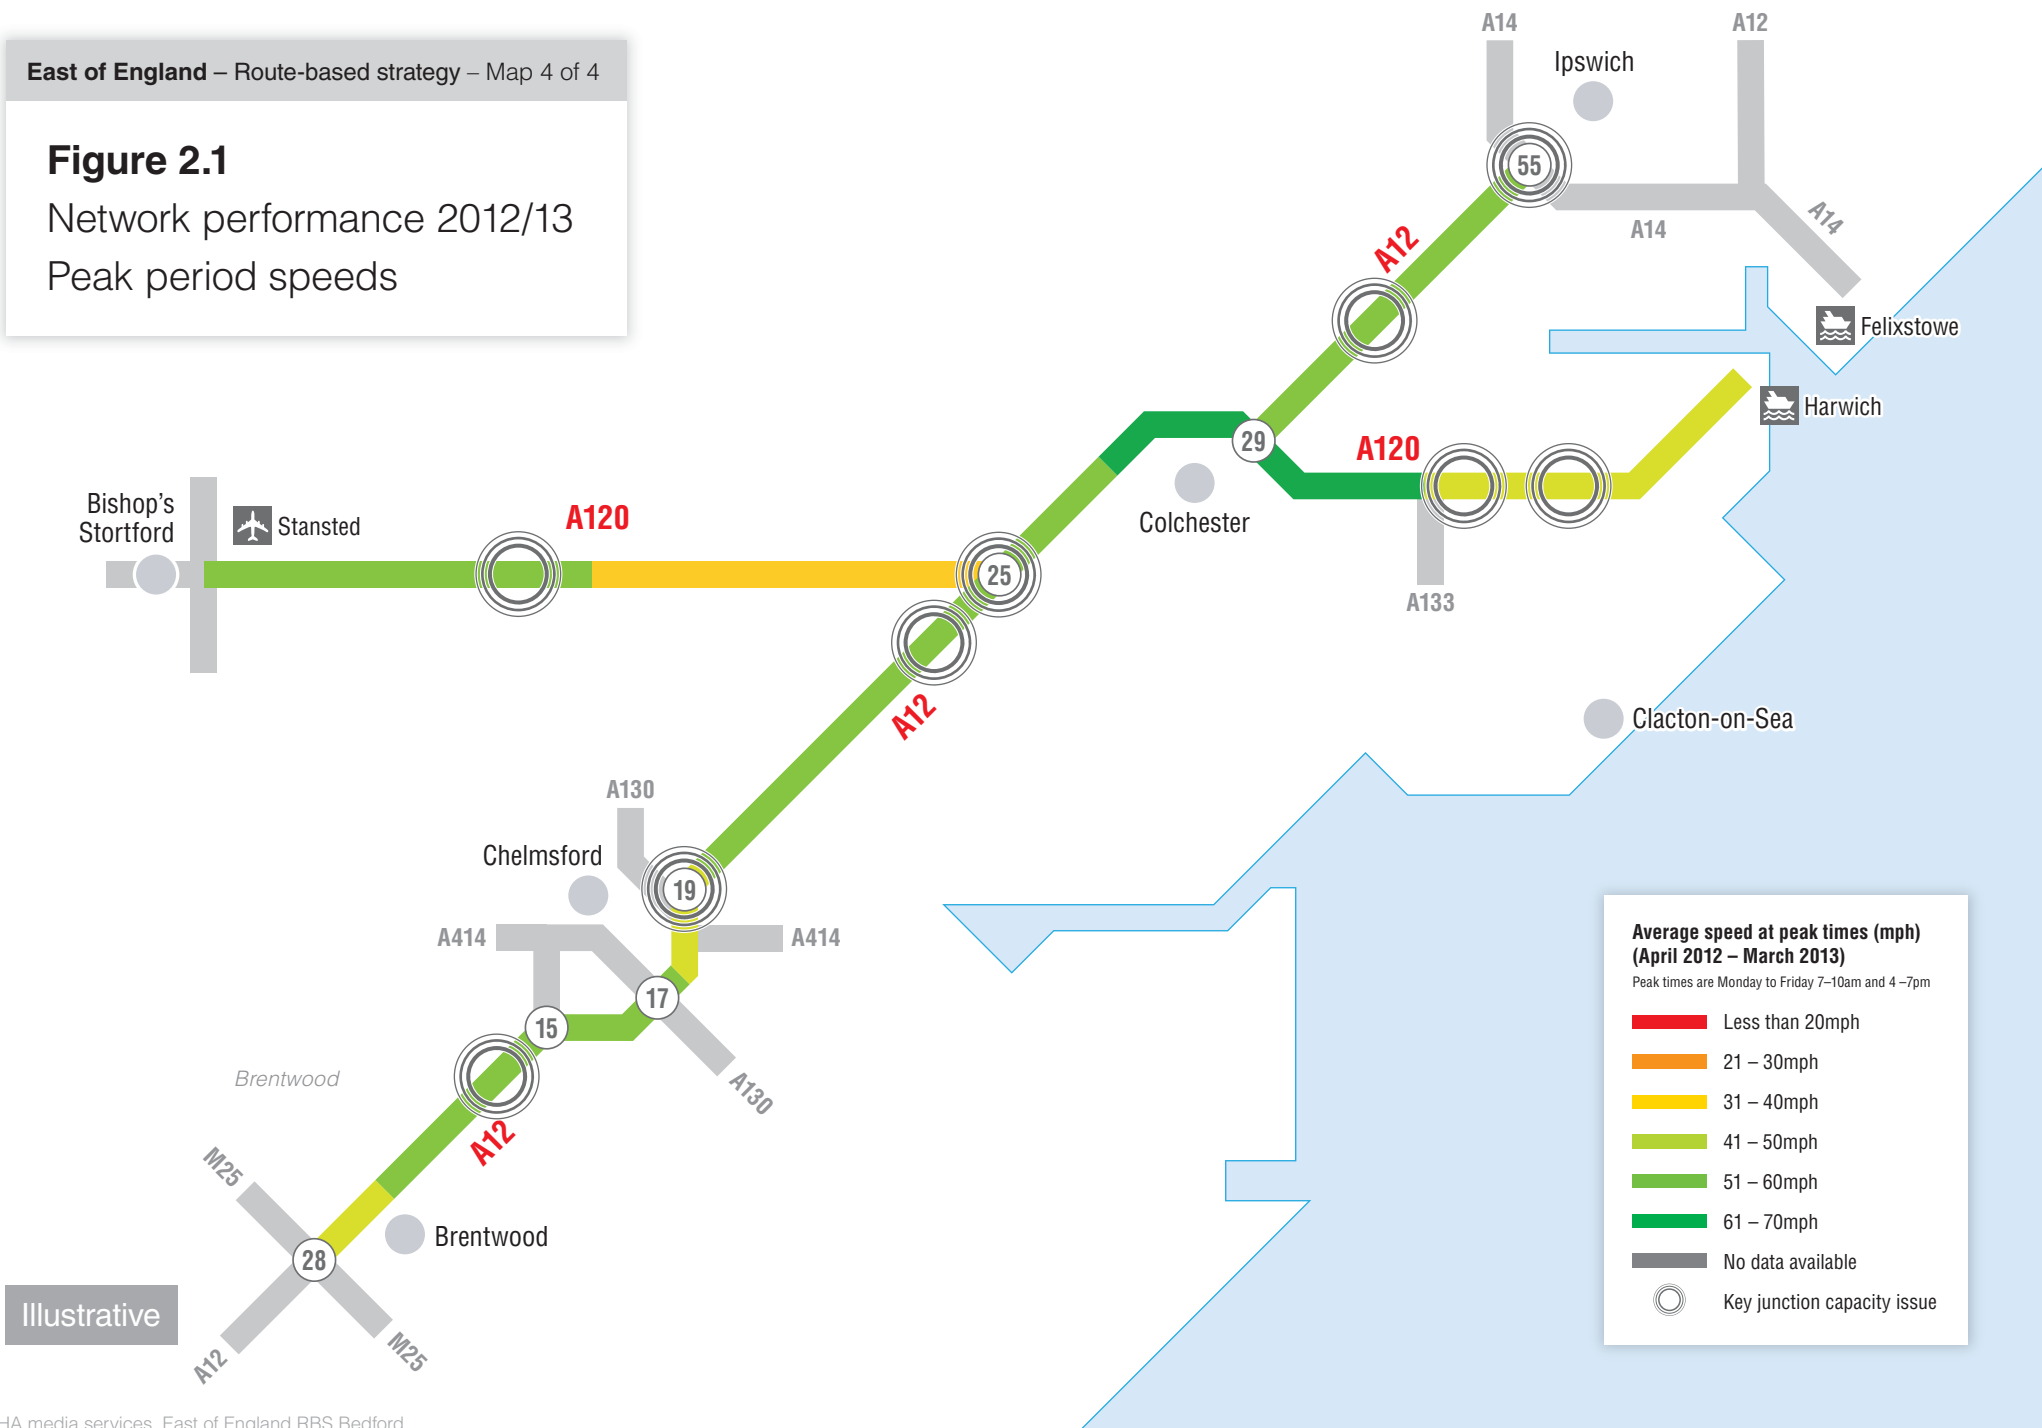 East of England – Route-based strategy – Map 4 of 4
Figure 2.1
Network performance 2012/13
Peak period speeds
A14
A12
Ipswich
55
A14
A14
A12
Felixstowe
Harwich
29
A120
Colchester
A133
Bishop's
Stortford
Stansted
A120
25
A12
Clacton-on-Sea
A130
Chelmsford
19
A414
A414
17
15
A130
Brentwood
A12
M25
Brentwood
28
A12
M25
Illustrative
Average speed at peak times (mph)
(April 2012 – March 2013)
Peak times are Monday to Friday 7–10am and 4 –7pm
Less than 20mph
21 – 30mph
31 – 40mph
41 – 50mph
51 – 60mph
61 – 70mph
No data available
Key junction capacity issue
HA media services, East of England RBS Bedford